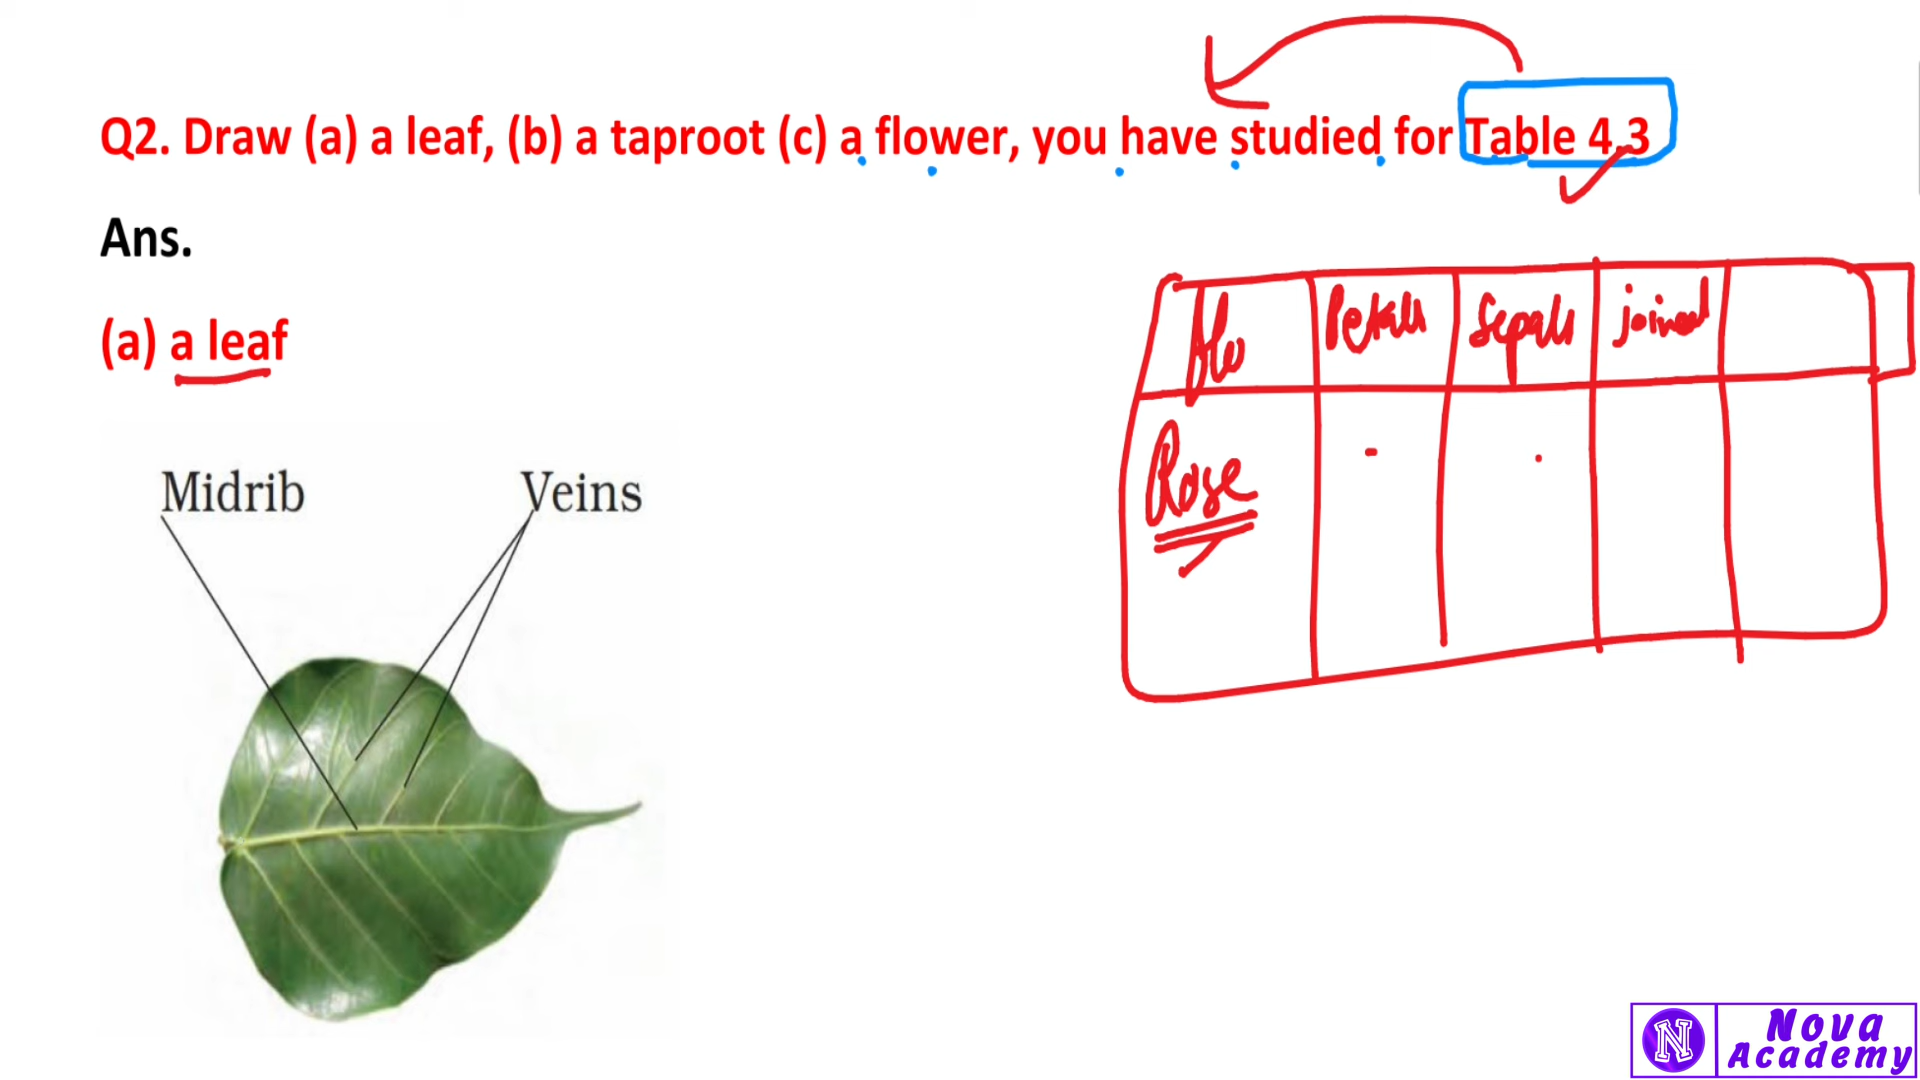 Q2. Draw (a) a leaf, (b) a taproot (c) a flower, you have studied for Table 4.3
Ans.
(a) a leaf
Flo Petals Sepals joined
Rose
Midrib Veins
N Nova
Academy